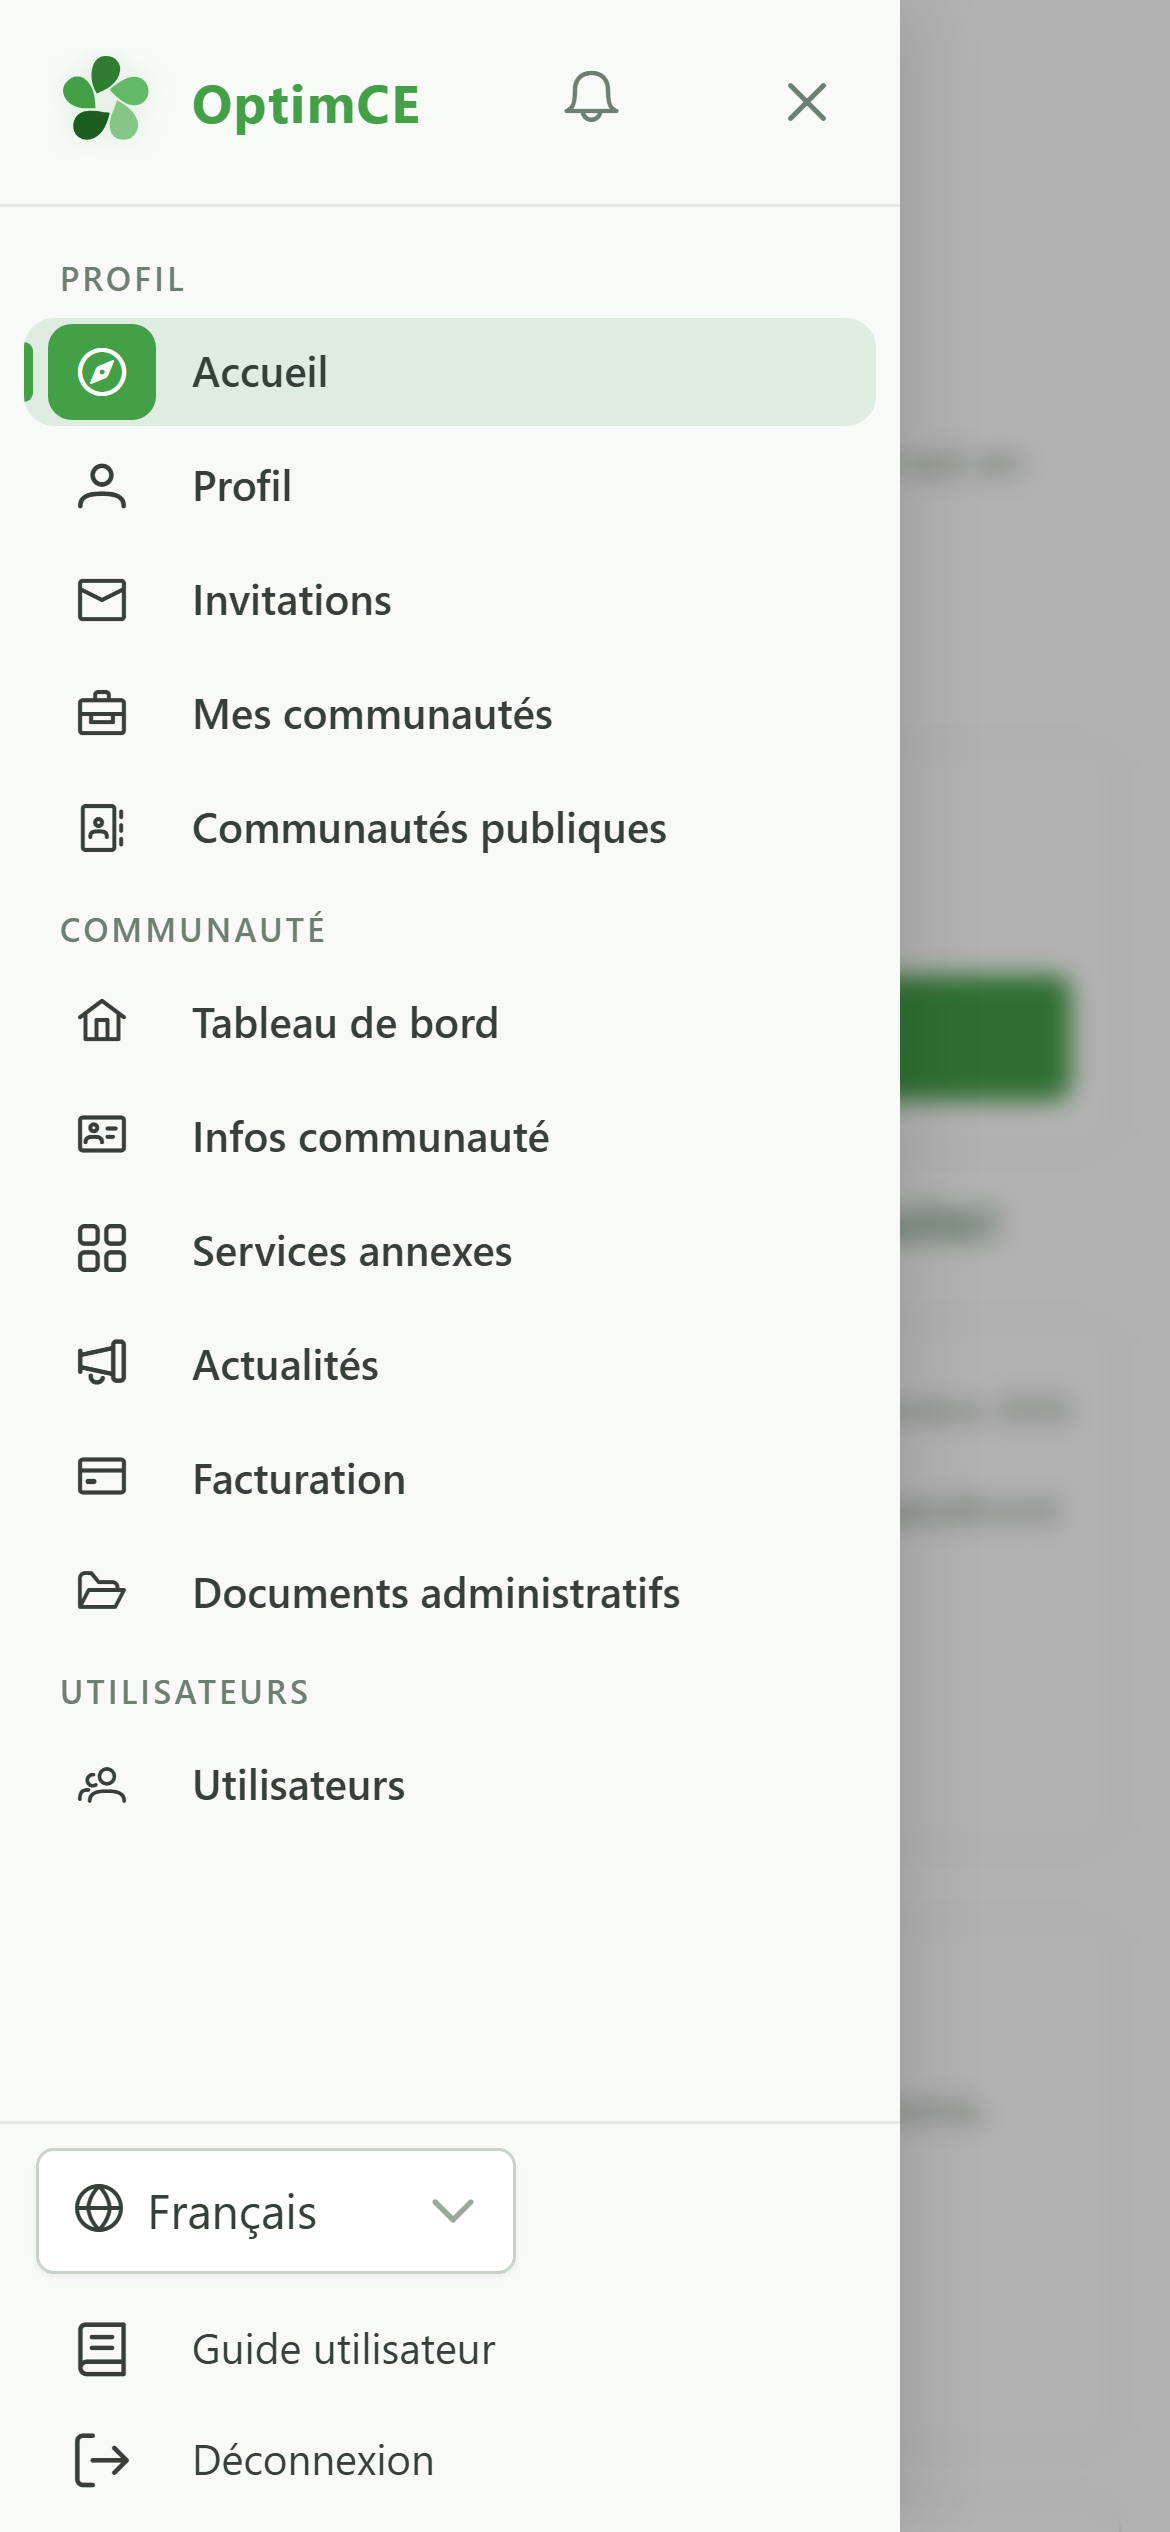 OptimCE
PROFIL
Accueil
Profil
Invitations
Mes communautés
Communautés publiques
COMMUNAUTÉ
Tableau de bord
Infos communauté
Services annexes
Actualités
Facturation
Documents administratifs
UTILISATEURS
Utilisateurs
Français
Guide utilisateur
Déconnexion